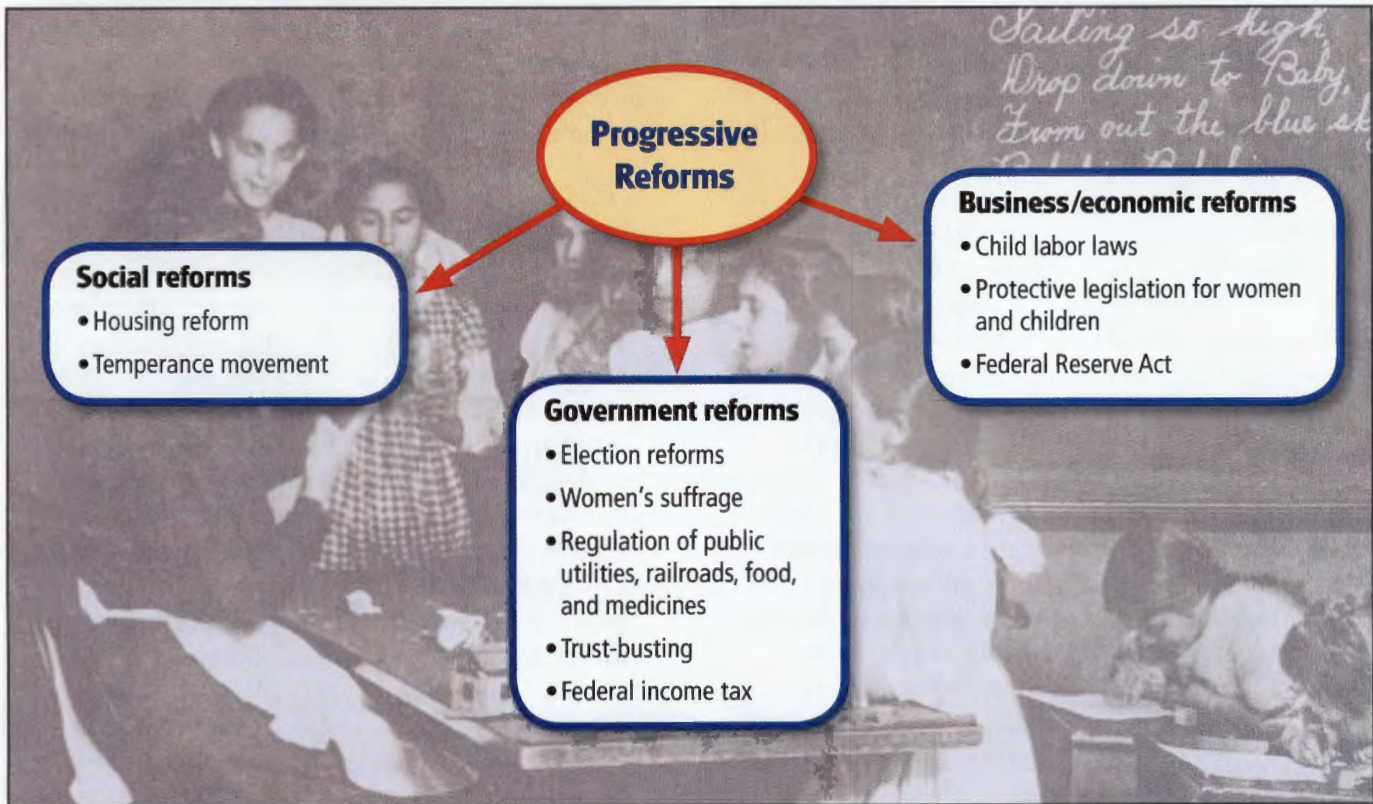 Sailing so high,
Drop down to Baby,
From out the blue
Progressive
Reforms
Social reforms
• Housing reform
• Temperance movement
Government reforms
• Election reforms
• Women's suffrage
• Regulation of public
utilities, railroads, food,
and medicines
• Trust-busting
• Federal income tax
Business/economic reforms
• Child labor laws
• Protective legislation for women
and children
• Federal Reserve Act